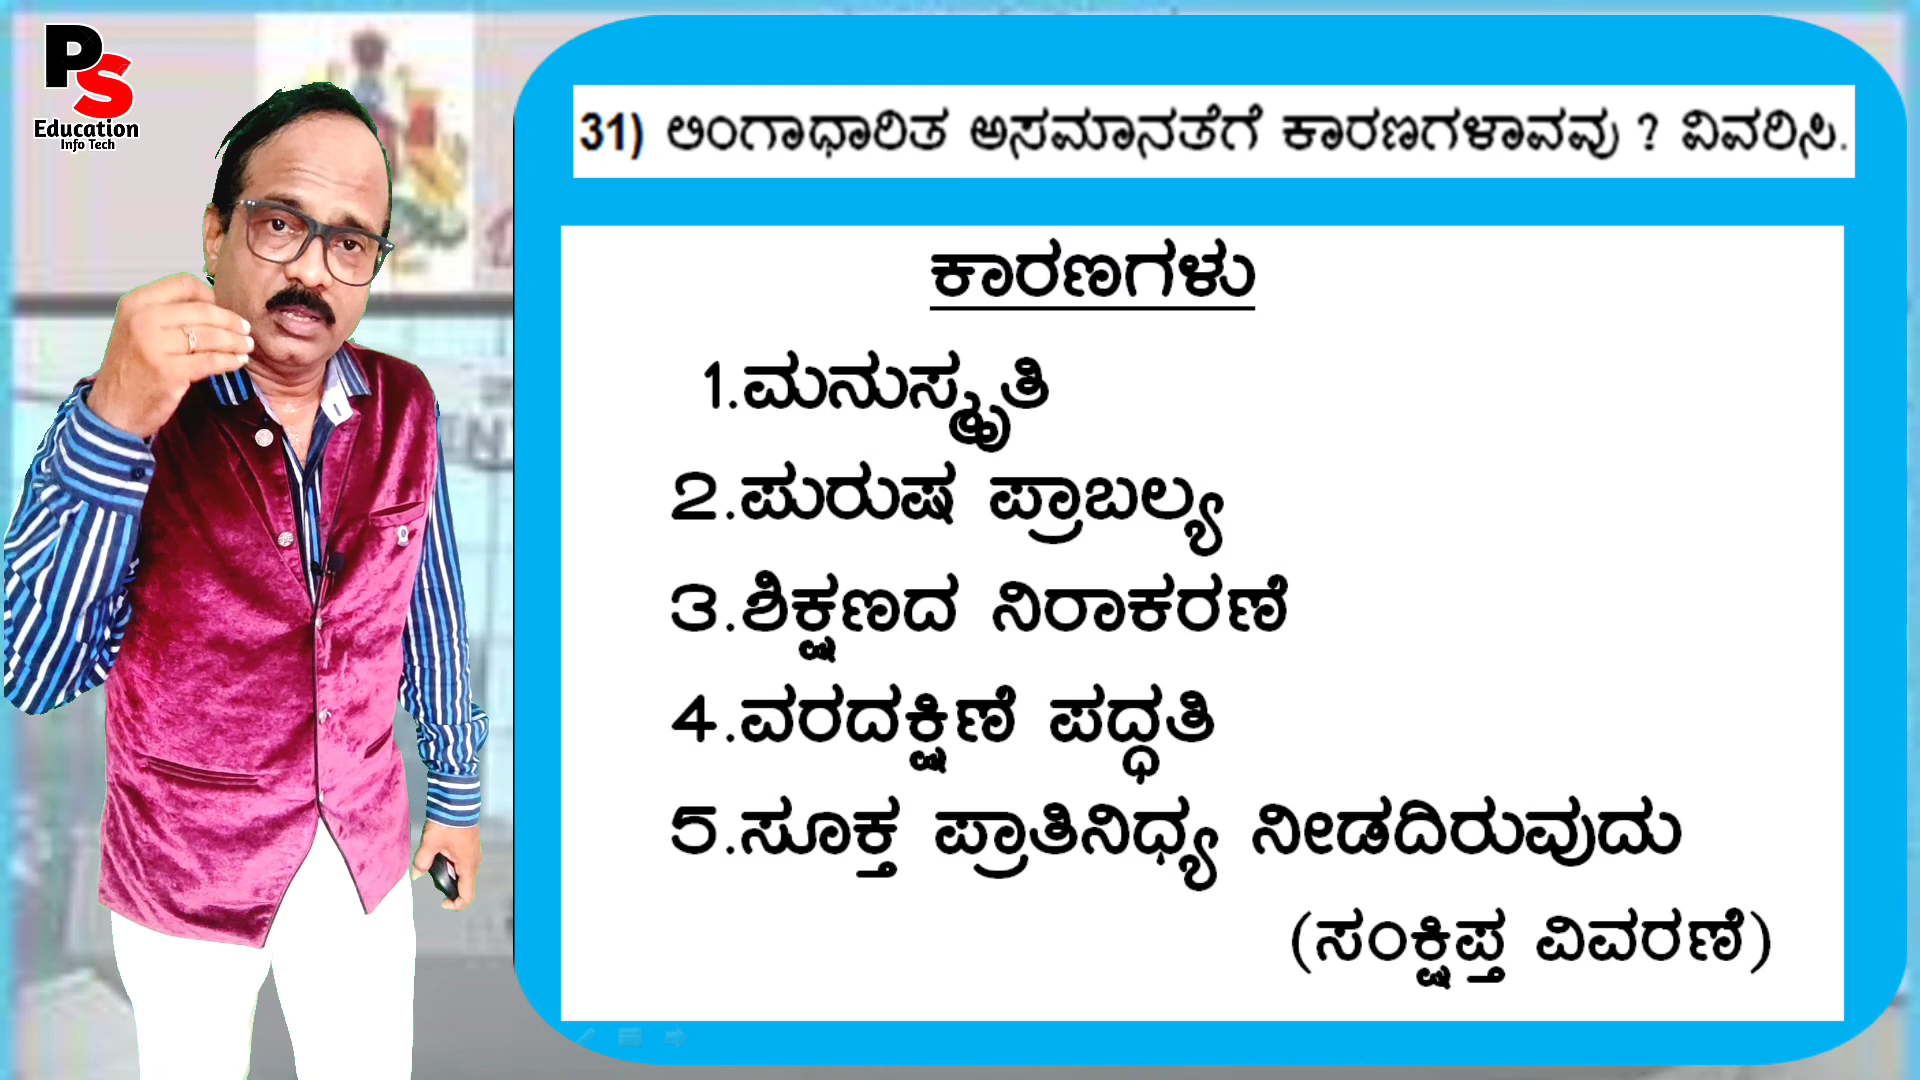 PS
Education
Info Tech
31) ಲಿಂಗಾಧಾರಿತ ಅಸಮಾನತೆಗೆ ಕಾರಣಗಳಾವವು ? ವಿವರಿಸಿ.
ಕಾರಣಗಳು
1.ಮನುಸ್ಮೃತಿ
2.ಪುರುಷ ಪ್ರಾಬಲ್ಯ
3.ಶಿಕ್ಷಣದ ನಿರಾಕರಣೆ
4.ವರದಕ್ಷಿಣೆ ಪದ್ಧತಿ
5.ಸೂಕ್ತ ಪ್ರಾತಿನಿಧ್ಯ ನೀಡದಿರುವುದು
(ಸಂಕ್ಷಿಪ್ತ ವಿವರಣೆ)